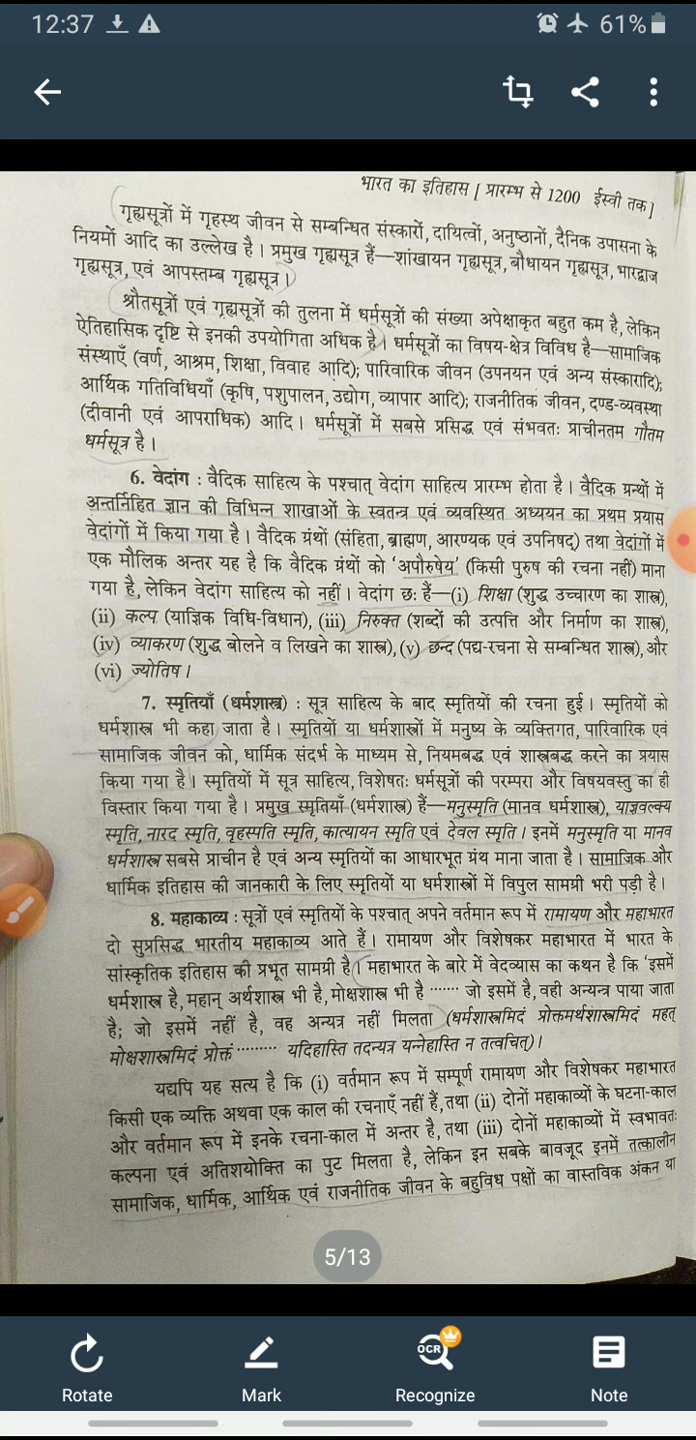 12:37
61%
भारत का इतिहास [ प्रारम्भ से 1200 ईस्वी तक]
गृह्यसूत्रों में गृहस्थ जीवन से सम्बन्धित संस्कारों, दायित्वों, अनुष्ठानों, दैनिक उपासना के
नियमों आदि का उल्लेख है। प्रमुख गृह्यसूत्र हैं—शांखायन गृह्यसूत्र, बौधायन गृह्यसूत्र, भारद्वाज
गृह्यसूत्र, एवं आपस्तम्ब गृह्यसूत्र।
श्रौतसूत्रों एवं गृह्यसूत्रों की तुलना में धर्मसूत्रों की संख्या अपेक्षाकृत बहुत कम है, लेकिन
ऐतिहासिक दृष्टि से इनकी उपयोगिता अधिक है। धर्मसूत्रों का विषय-क्षेत्र विविध है—सामाजिक
संस्थाएँ (वर्ण, आश्रम, शिक्षा, विवाह आदि); पारिवारिक जीवन (उपनयन एवं अन्य संस्कारादि);
आर्थिक गतिविधियाँ (कृषि, पशुपालन, उद्योग, व्यापार आदि); राजनीतिक जीवन, दण्ड-व्यवस्था
(दीवानी एवं आपराधिक) आदि। धर्मसूत्रों में सबसे प्रसिद्ध एवं संभवतः प्राचीनतम गौतम
धर्मसूत्र है।
6. वेदांग : वैदिक साहित्य के पश्चात् वेदांग साहित्य प्रारम्भ होता है। वैदिक ग्रन्थों में
अन्तर्निहित ज्ञान की विभिन्न शाखाओं के स्वतन्त्र एवं व्यवस्थित अध्ययन का प्रथम प्रयास
वेदांगों में किया गया है। वैदिक ग्रंथों (संहिता, ब्राह्मण, आरण्यक एवं उपनिषद्) तथा वेदांगों में
एक मौलिक अन्तर यह है कि वैदिक ग्रंथों को ‘अपौरुषेय’ (किसी पुरुष की रचना नहीं) माना
गया है, लेकिन वेदांग साहित्य को नहीं। वेदांग छः हैं—(i) शिक्षा (शुद्ध उच्चारण का शास्त्र),
(ii) कल्प (याज्ञिक विधि-विधान), (iii) निरुक्त (शब्दों की उत्पत्ति और निर्माण का शास्त्र),
(iv) व्याकरण (शुद्ध बोलने व लिखने का शास्त्र), (v) छन्द (पद्य-रचना से सम्बन्धित शास्त्र), और
(vi) ज्योतिष।
7. स्मृतियाँ (धर्मशास्त्र) : सूत्र साहित्य के बाद स्मृतियों की रचना हुई। स्मृतियों को
धर्मशास्त्र भी कहा जाता है। स्मृतियों या धर्मशास्त्रों में मनुष्य के व्यक्तिगत, पारिवारिक एवं
सामाजिक जीवन को, धार्मिक संदर्भ के माध्यम से, नियमबद्ध एवं शास्त्रबद्ध करने का प्रयास
किया गया है। स्मृतियों में सूत्र साहित्य, विशेषतः धर्मसूत्रों की परम्परा और विषयवस्तु का ही
विस्तार किया गया है। प्रमुख स्मृतियाँ (धर्मशास्त्र) हैं—मनुस्मृति (मानव धर्मशास्त्र), याज्ञवल्क्य
स्मृति, नारद स्मृति, वृहस्पति स्मृति, कात्यायन स्मृति एवं देवल स्मृति। इनमें मनुस्मृति या मानव
धर्मशास्त्र सबसे प्राचीन है एवं अन्य स्मृतियों का आधारभूत ग्रंथ माना जाता है। सामाजिक और
धार्मिक इतिहास की जानकारी के लिए स्मृतियों या धर्मशास्त्रों में विपुल सामग्री भरी पड़ी है।
8. महाकाव्य : सूत्रों एवं स्मृतियों के पश्चात् अपने वर्तमान रूप में रामायण और महाभारत
दो सुप्रसिद्ध भारतीय महाकाव्य आते हैं। रामायण और विशेषकर महाभारत में भारत के
सांस्कृतिक इतिहास की प्रभूत सामग्री है। महाभारत के बारे में वेदव्यास का कथन है कि ‘इसमें
धर्मशास्त्र है, महान् अर्थशास्त्र भी है, मोक्षशास्त्र भी है ······· जो इसमें है, वही अन्यत्र पाया जाता
है; जो इसमें नहीं है, वह अन्यत्र नहीं मिलता (धर्मशास्त्रमिदं प्रोक्तमर्थशास्त्रमिदं महत्
मोक्षशास्त्रमिदं प्रोक्तं ········· यदिहास्ति तदन्यत्र यन्नेहास्ति न तत्वचित्)।
यद्यपि यह सत्य है कि (i) वर्तमान रूप में सम्पूर्ण रामायण और विशेषकर महाभारत
किसी एक व्यक्ति अथवा एक काल की रचनाएँ नहीं हैं, तथा (ii) दोनों महाकाव्यों के घटना-काल
और वर्तमान रूप में इनके रचना-काल में अन्तर है, तथा (iii) दोनों महाकाव्यों में स्वभावतः
कल्पना एवं अतिशयोक्ति का पुट मिलता है, लेकिन इन सबके बावजूद इनमें तत्कालीन
सामाजिक, धार्मिक, आर्थिक एवं राजनीतिक जीवन के बहुविध पक्षों का वास्तविक अंकन या
5/13
OCR
Rotate Mark Recognize Note